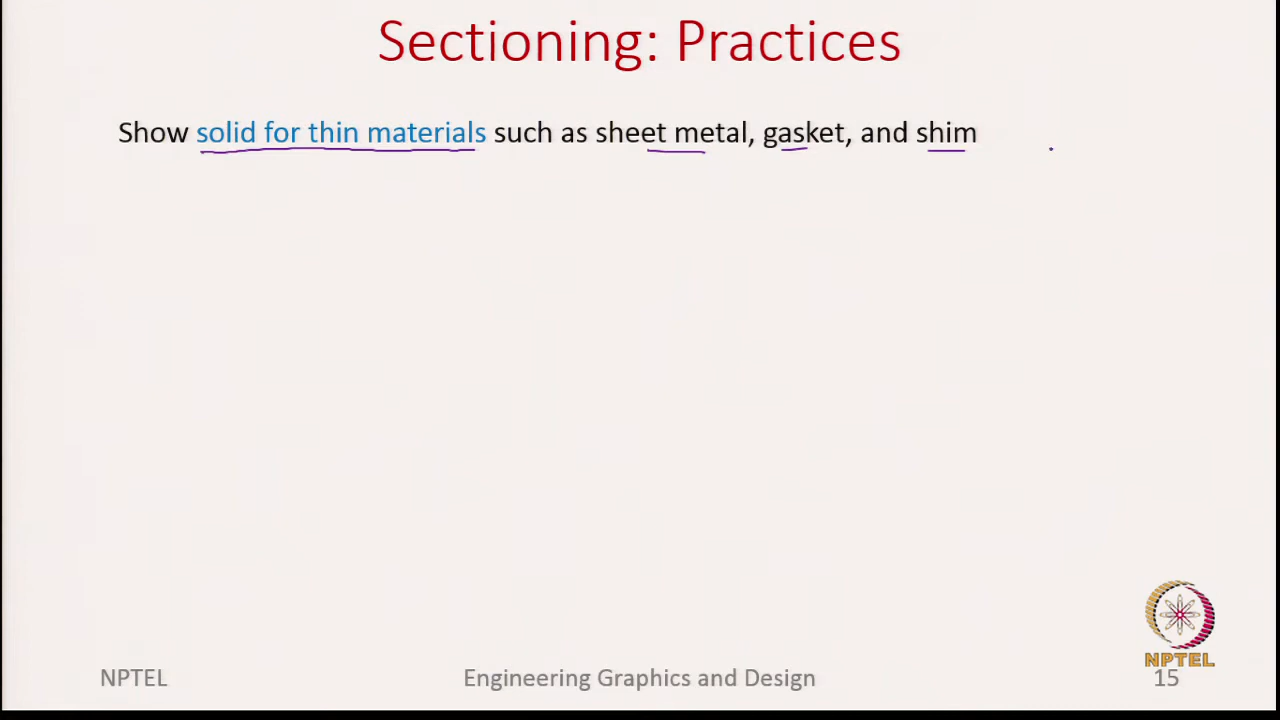 Sectioning: Practices
Show solid for thin materials such as sheet metal, gasket, and shim
NPTEL
NPTEL Engineering Graphics and Design 15